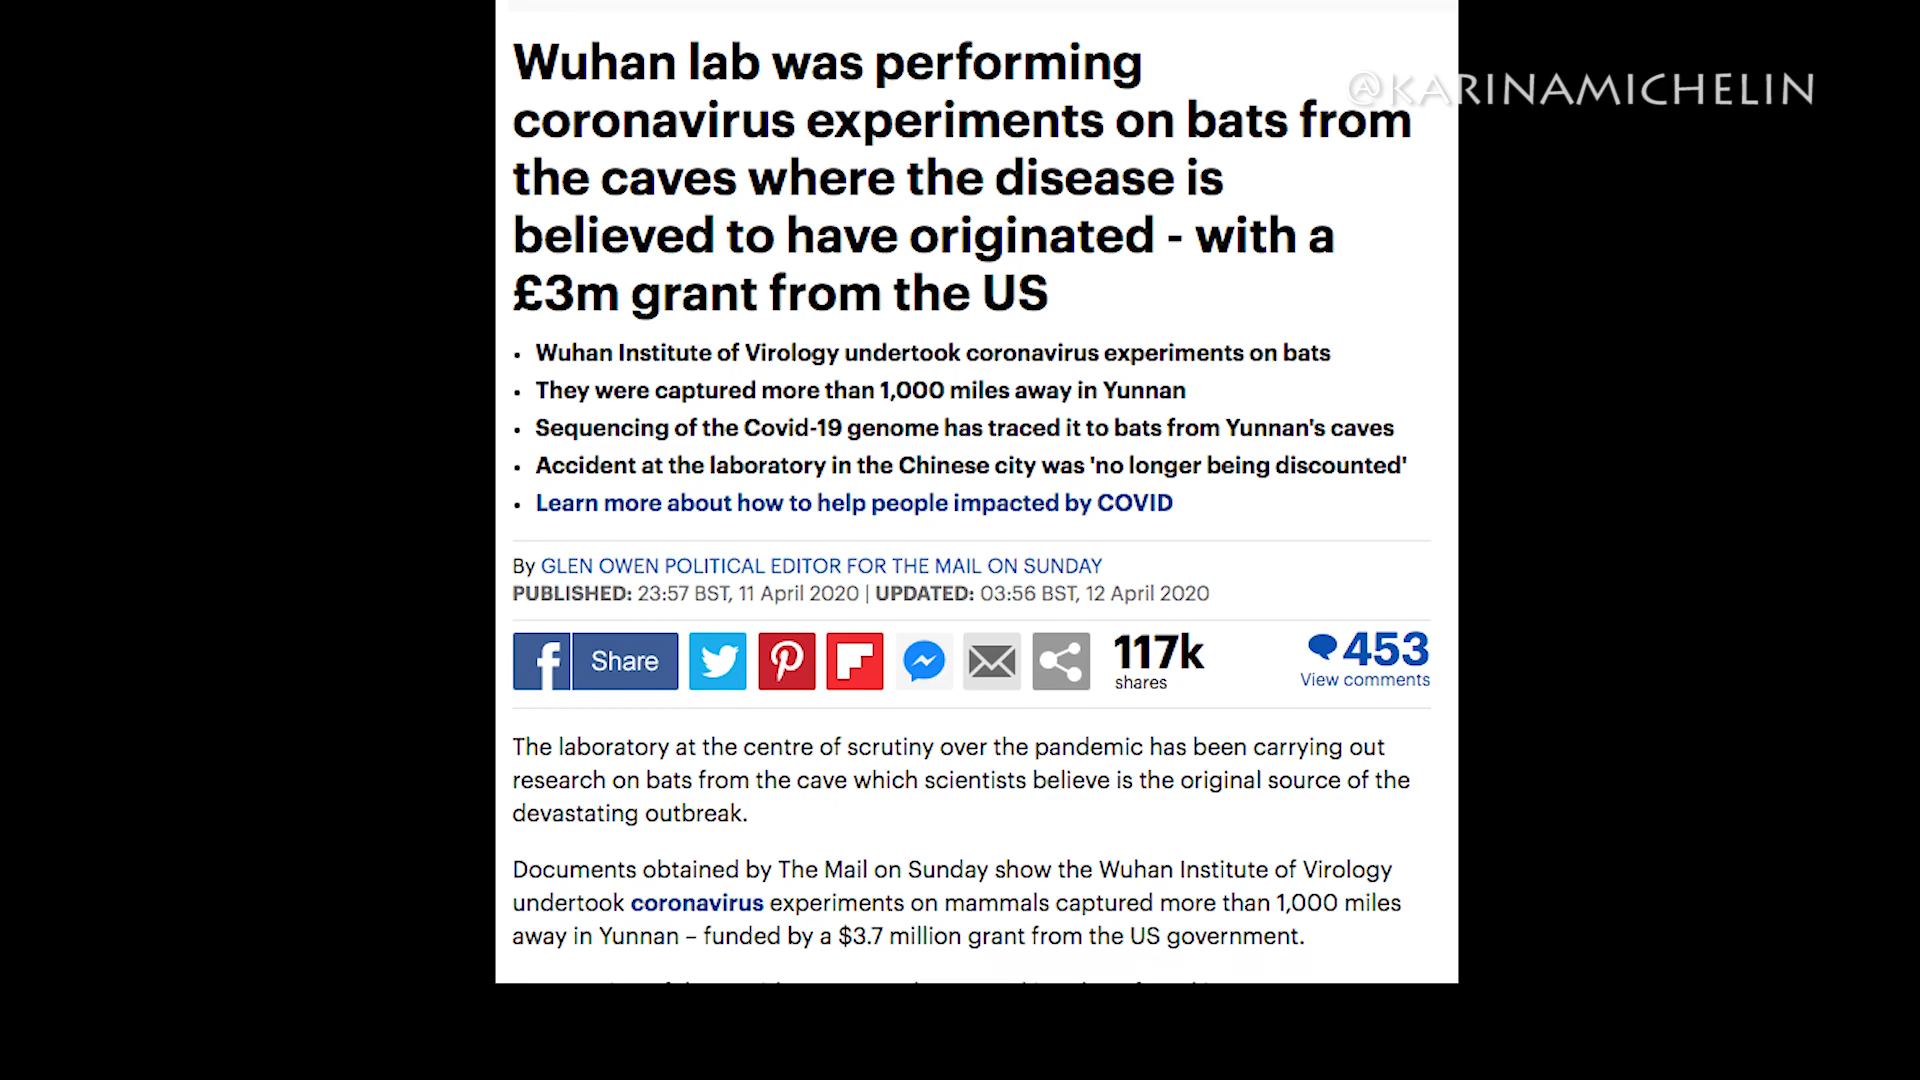 Wuhan lab was performing
@KARINAMICHELIN
coronavirus experiments on bats from
the caves where the disease is
believed to have originated - with a
£3m grant from the US
• Wuhan Institute of Virology undertook coronavirus experiments on bats
• They were captured more than 1,000 miles away in Yunnan
• Sequencing of the Covid-19 genome has traced it to bats from Yunnan's caves
• Accident at the laboratory in the Chinese city was 'no longer being discounted'
• Learn more about how to help people impacted by COVID
By GLEN OWEN POLITICAL EDITOR FOR THE MAIL ON SUNDAY
PUBLISHED: 23:57 BST, 11 April 2020 | UPDATED: 03:56 BST, 12 April 2020
Share
117k
shares
453
View comments
The laboratory at the centre of scrutiny over the pandemic has been carrying out
research on bats from the cave which scientists believe is the original source of the
devastating outbreak.
Documents obtained by The Mail on Sunday show the Wuhan Institute of Virology
undertook coronavirus experiments on mammals captured more than 1,000 miles
away in Yunnan – funded by a $3.7 million grant from the US government.